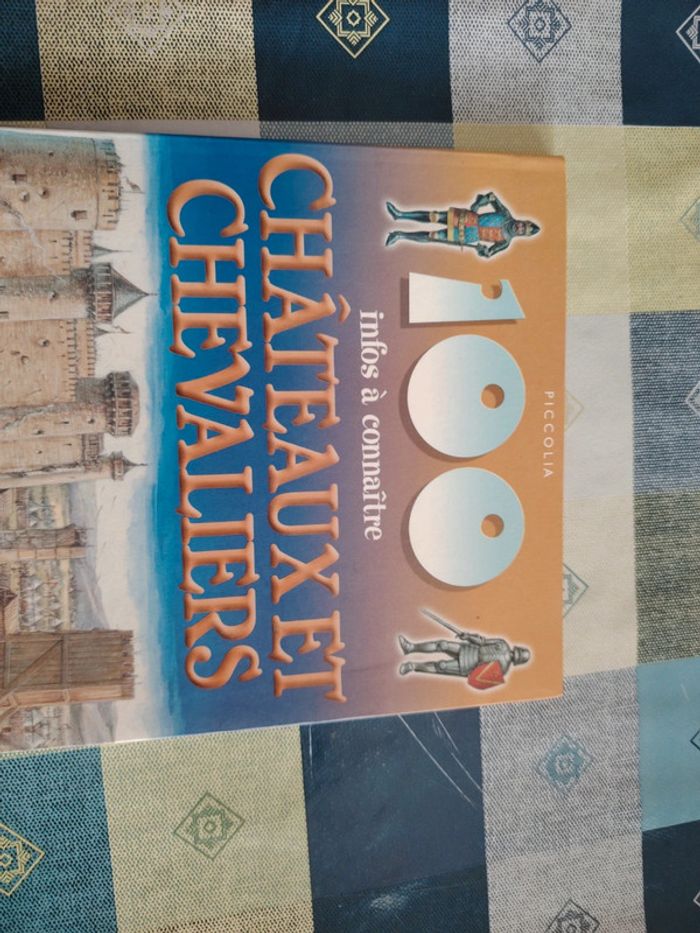 PICCOLIA
100
infos à connaître
CHÂTEAUX ET
CHEVALIERS